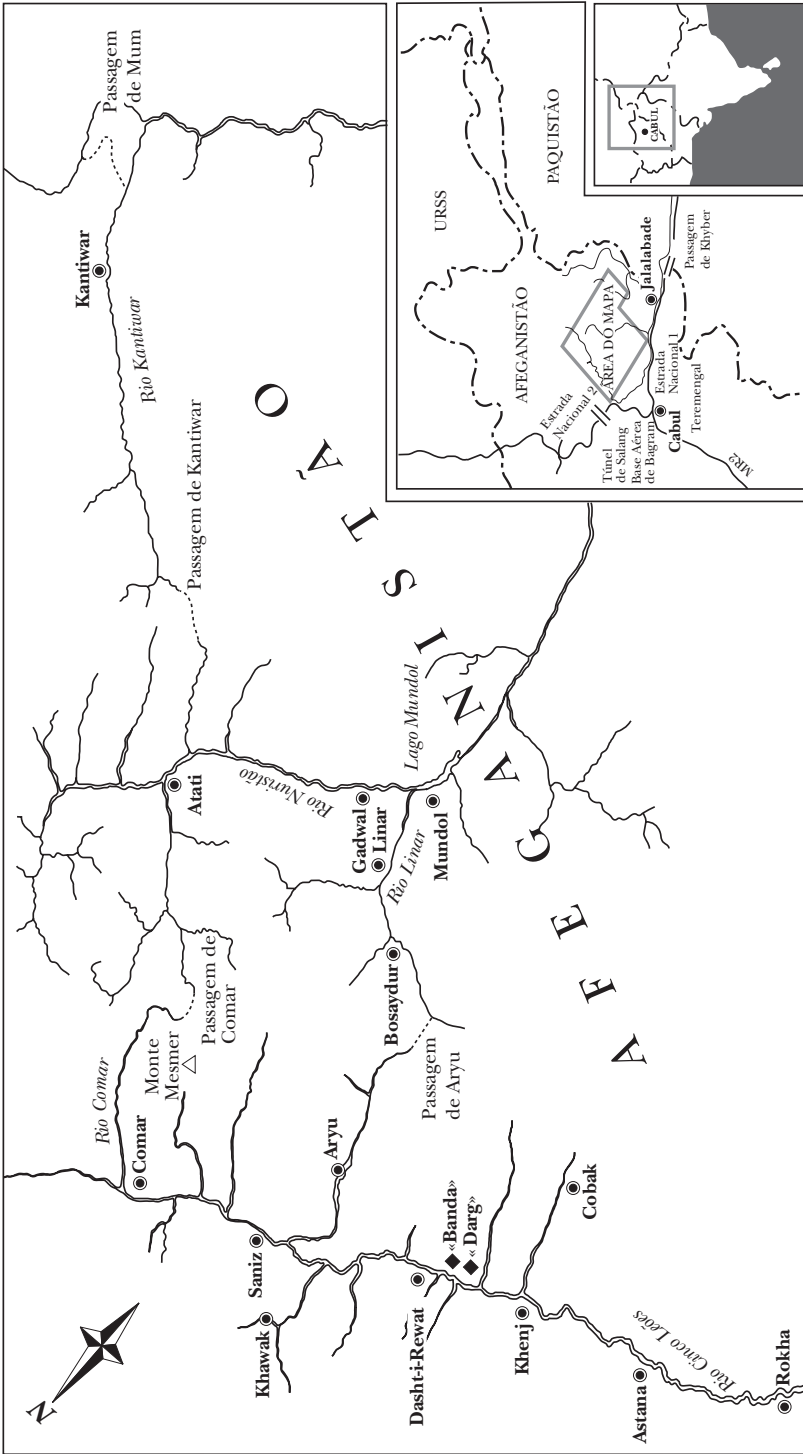 Passagem
de Mum
Kantiwar
Rio Kantiwar
Passagem de Kantiwar
Atati
Rio Nuristão
Gadwal
Linar
Lago Mundol
Rio Linar
Mundol
Rio Comar
Comar
Monte
Mesmer
Passagem de
Comar
Bosaydur
Aryu
Passagem
de Aryu
Saniz
Khawak
Dasht-i-Rewat
«Banda»
«Darg»
Cobak
Khenj
Rio Cinco Leões
Astana
Rokha
AFEGANISTÃO
N
URSS
PAQUISTÃO
AFEGANISTÃO
ÁREA DO MAPA
Estrada
Nacional 2
Túnel
de Salang
Base Aérea
de Bagram
Cabul
Estrada
Nacional 1
Jalalabade
Passagem
de Khyber
Teremengal
MR2
CABUL